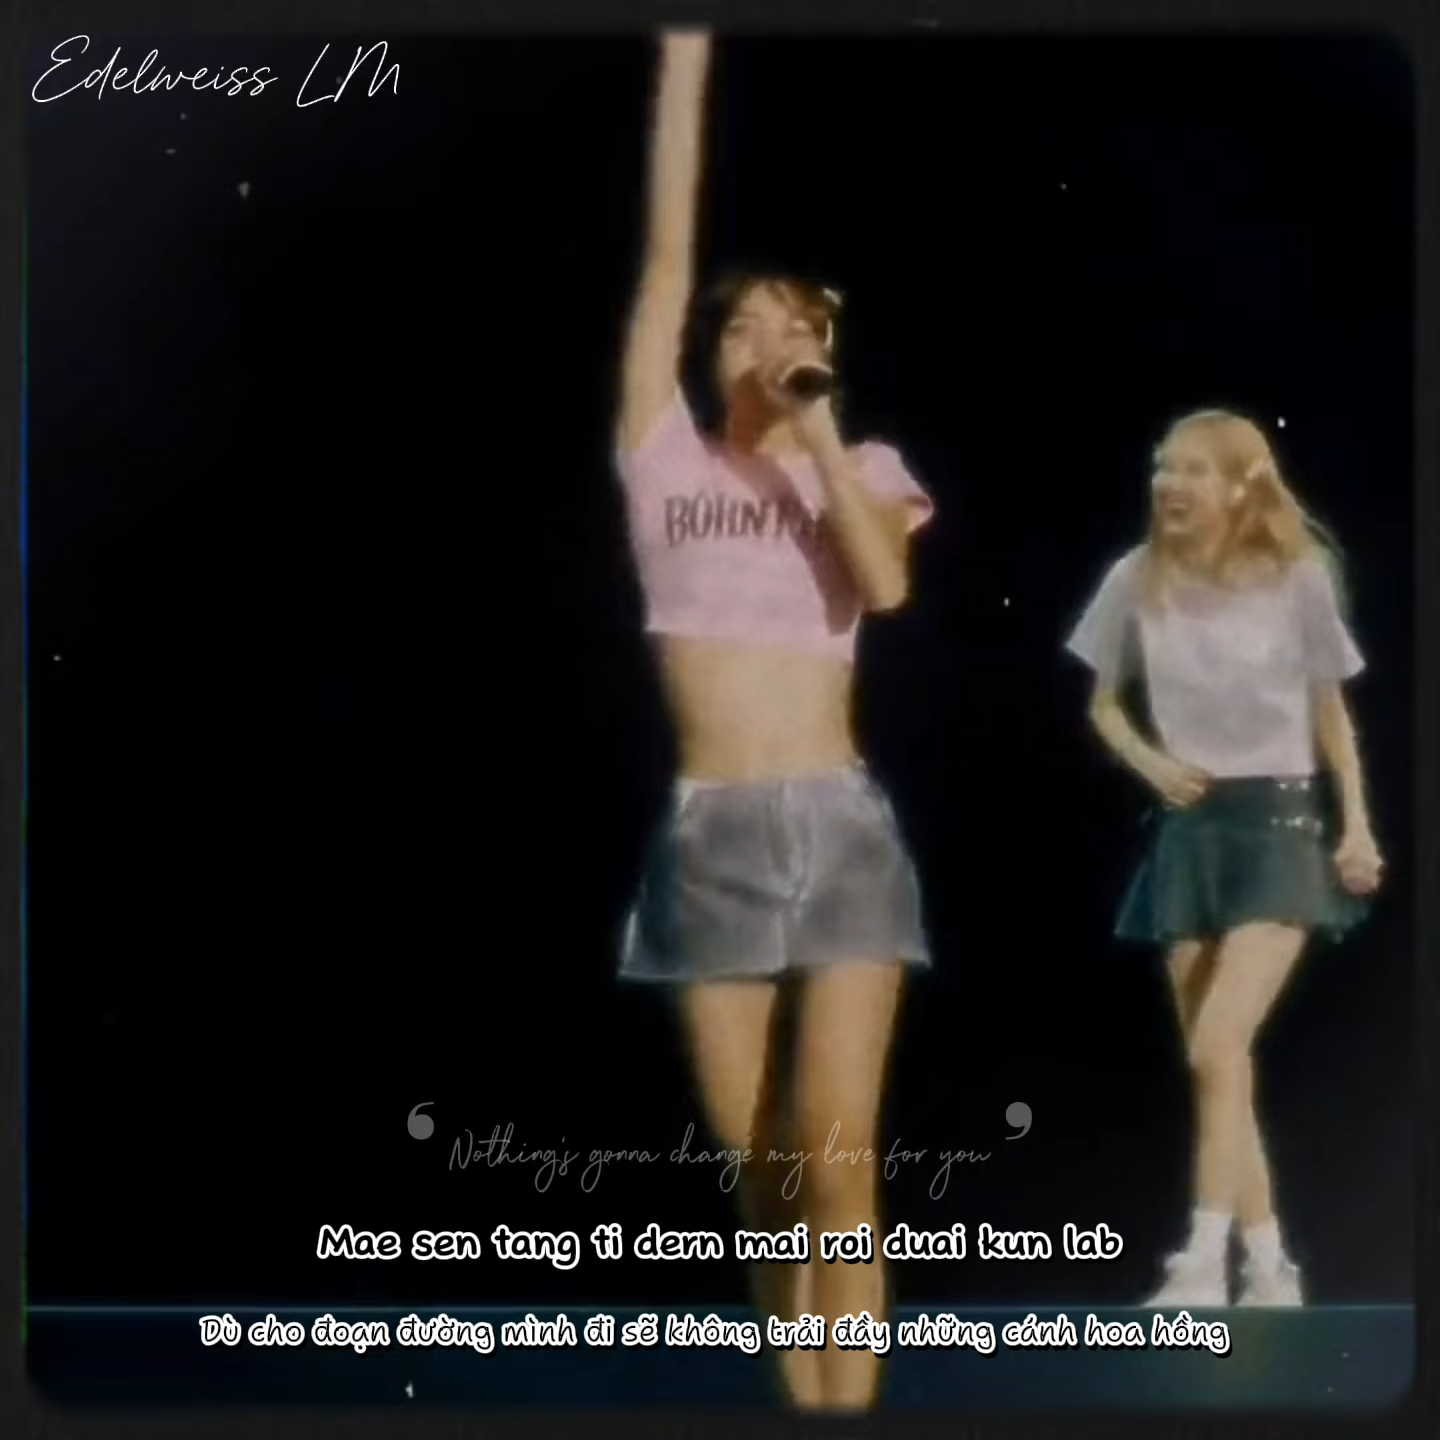 Edelweiss LM
‘ Nothing's gonna change my love for you ’
Mae sen tang ti dern mai roi duai kun lab
Dù cho đoạn đường mình đi sẽ không trải đầy những cánh hoa hồng